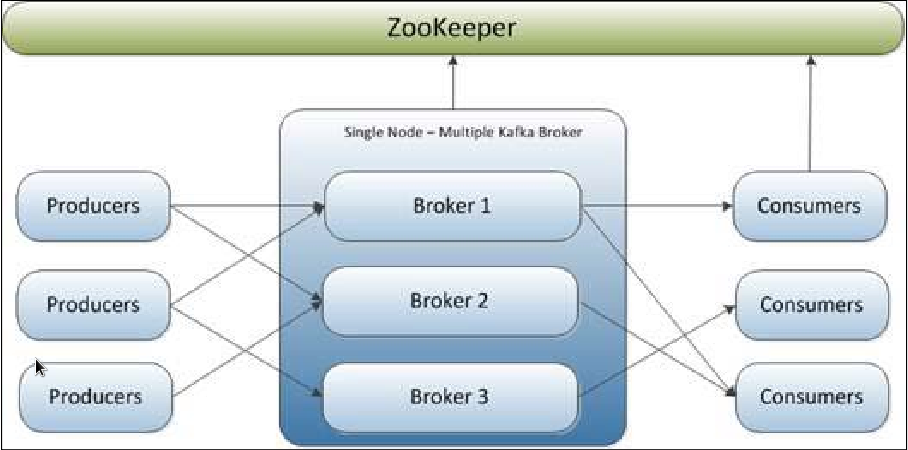 ZooKeeper
Single Node – Multiple Kafka Broker
Producers
Broker 1
Consumers
Producers
Broker 2
Consumers
Producers
Broker 3
Consumers